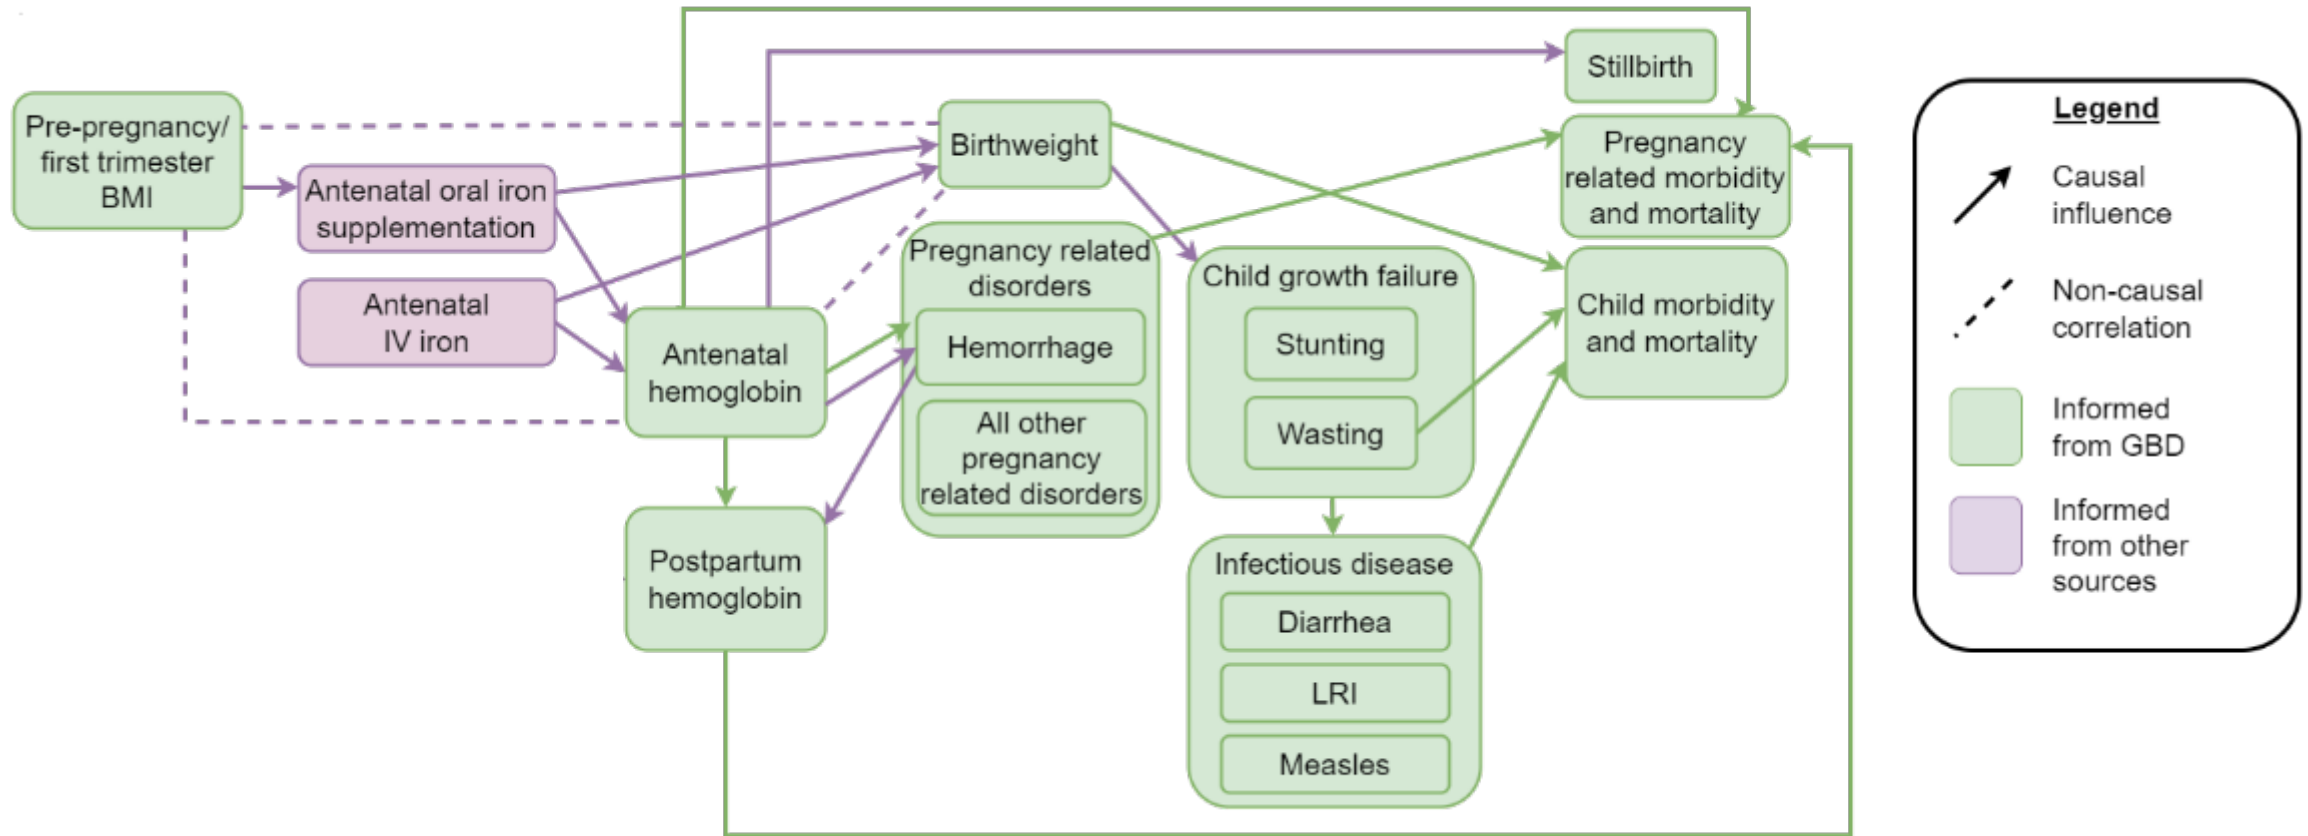 Pre-pregnancy/
first trimester
BMI
Antenatal oral iron
supplementation
Antenatal
IV iron
Antenatal
hemoglobin
Postpartum
hemoglobin
Birthweight
Pregnancy related
disorders
Hemorrhage
All other
pregnancy
related disorders
Child growth failure
Stunting
Wasting
Infectious disease
Diarrhea
LRI
Measles
Stillbirth
Pregnancy
related morbidity
and mortality
Child morbidity
and mortality
Legend
Causal
influence
Non-causal
correlation
Informed
from GBD
Informed
from other
sources